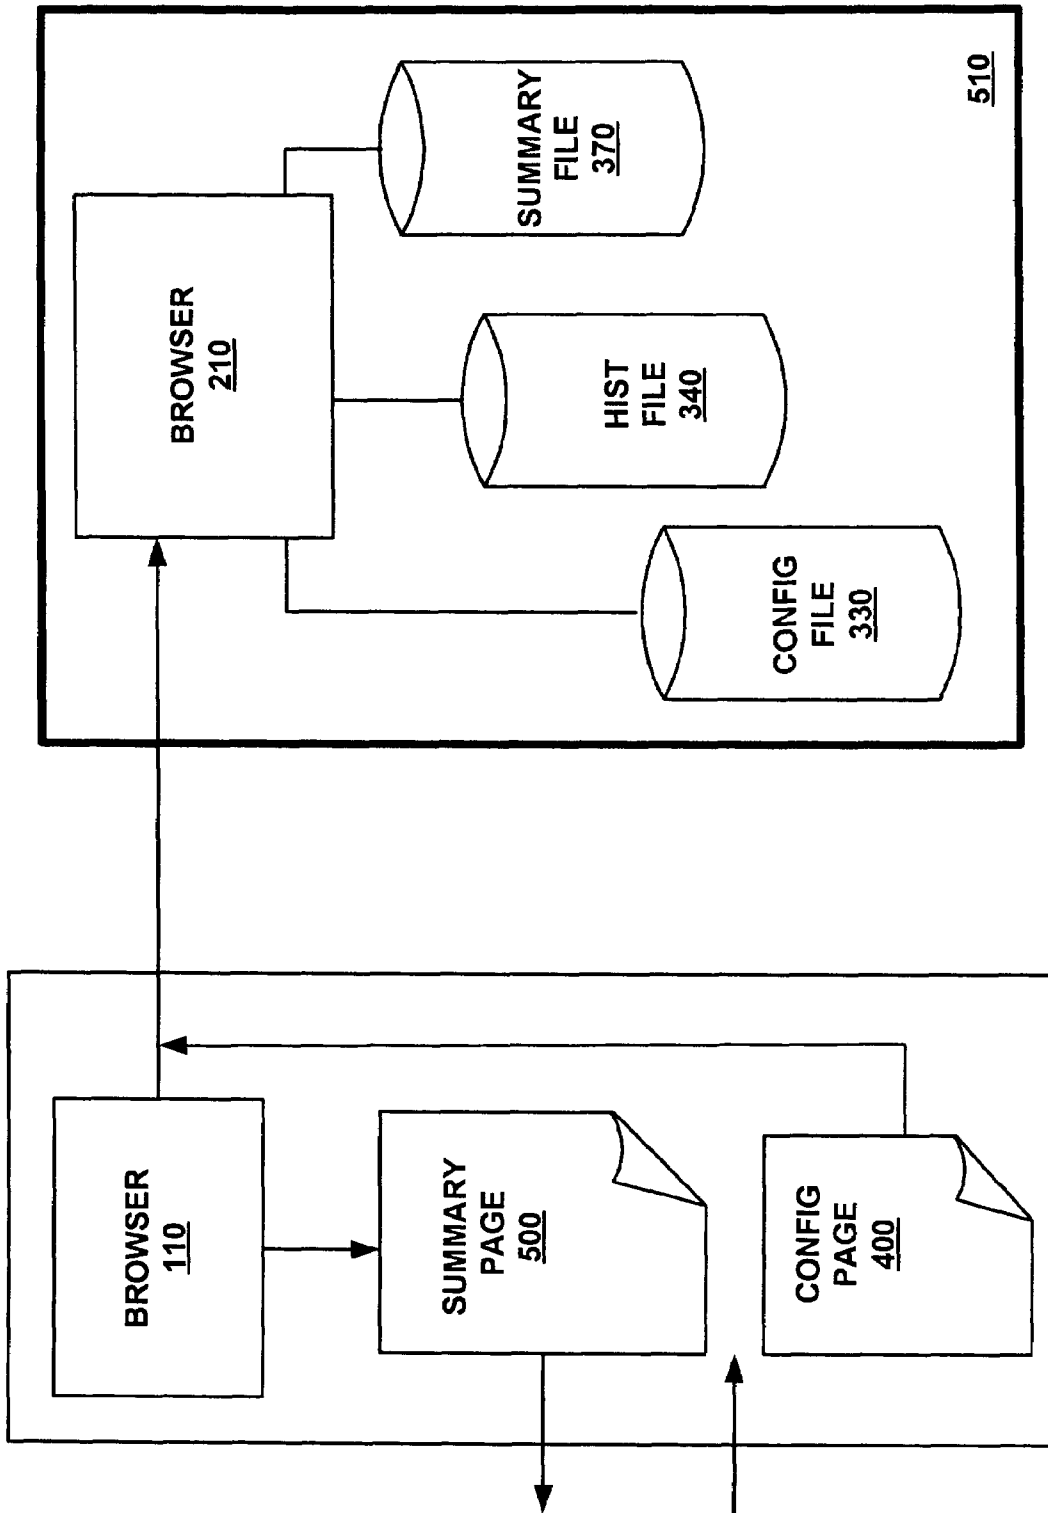 BROWSER
110
SUMMARY
PAGE
500
CONFIG
PAGE
400
BROWSER
210
CONFIG
FILE
330
HIST
FILE
340
SUMMARY
FILE
370
510